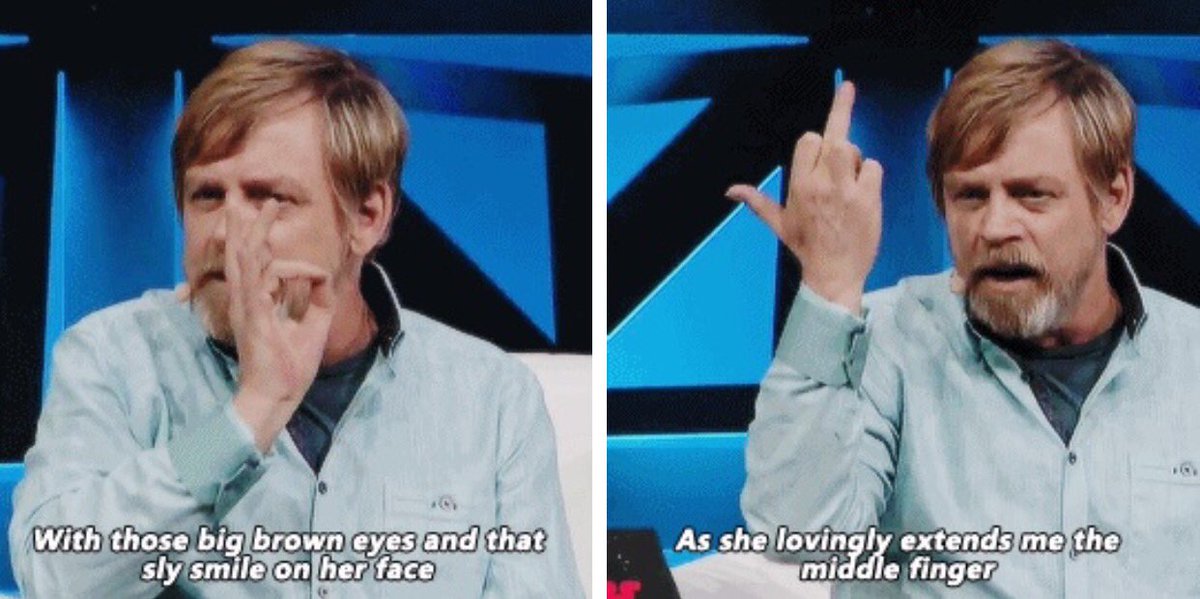 With those big brown eyes and that
sly smile on her face
As she lovingly extends me the
middle finger